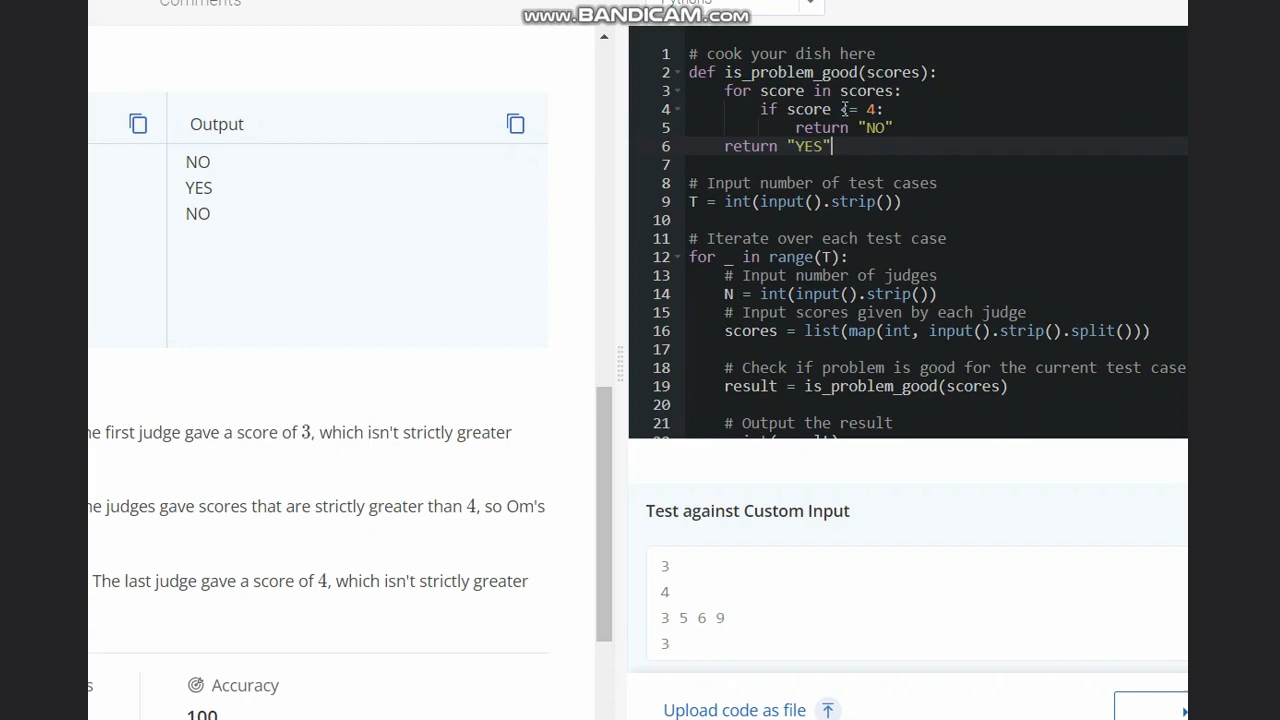 Comments
Python3
www.BANDICAM.com
Output
NO
YES
NO
he first judge gave a score of 3, which isn't strictly greater
he judges gave scores that are strictly greater than 4, so Om's
The last judge gave a score of 4, which isn't strictly greater
s
Accuracy
100
1 # cook your dish here
2 def is_problem_good(scores):
3 for score in scores:
4 if score <= 4:
5 return "NO"
6 return "YES"
7
8 # Input number of test cases
9 T = int(input().strip())
10
11 # Iterate over each test case
12 for _ in range(T):
13 # Input number of judges
14 N = int(input().strip())
15 # Input scores given by each judge
16 scores = list(map(int, input().strip().split()))
17
18 # Check if problem is good for the current test case
19 result = is_problem_good(scores)
20
21 # Output the result
Test against Custom Input
3
4
3 5 6 9
3
Upload code as file